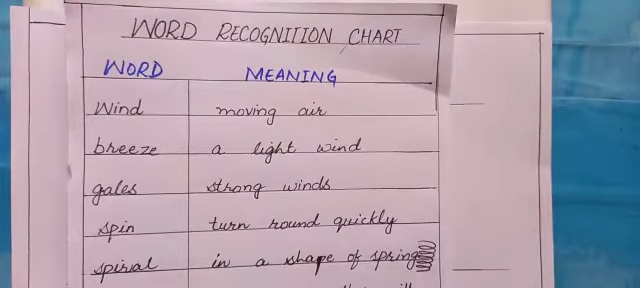 WORD RECOGNITION CHART
WORD MEANING
Wind moving air
breeze a light wind
gales strong winds
spin turn round quickly
spiral in a shape of spring